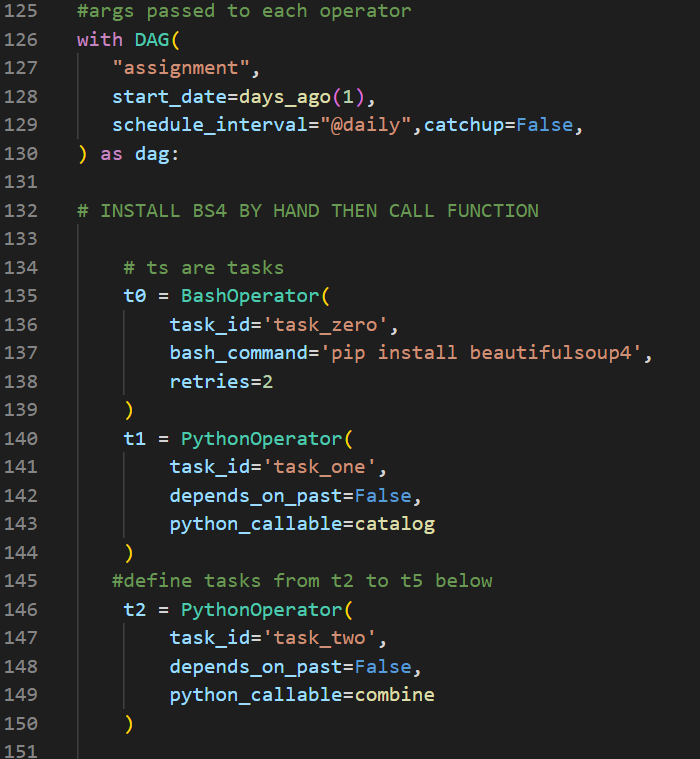 125 #args passed to each operator
126 with DAG(
127 "assignment",
128 start_date=days_ago(1),
129 schedule_interval="@daily",catchup=False,
130 ) as dag:
131
132 # INSTALL BS4 BY HAND THEN CALL FUNCTION
133
134 # ts are tasks
135 t0 = BashOperator(
136 task_id='task_zero',
137 bash_command='pip install beautifulsoup4',
138 retries=2
139 )
140 t1 = PythonOperator(
141 task_id='task_one',
142 depends_on_past=False,
143 python_callable=catalog
144 )
145 #define tasks from t2 to t5 below
146 t2 = PythonOperator(
147 task_id='task_two',
148 depends_on_past=False,
149 python_callable=combine
150 )
151